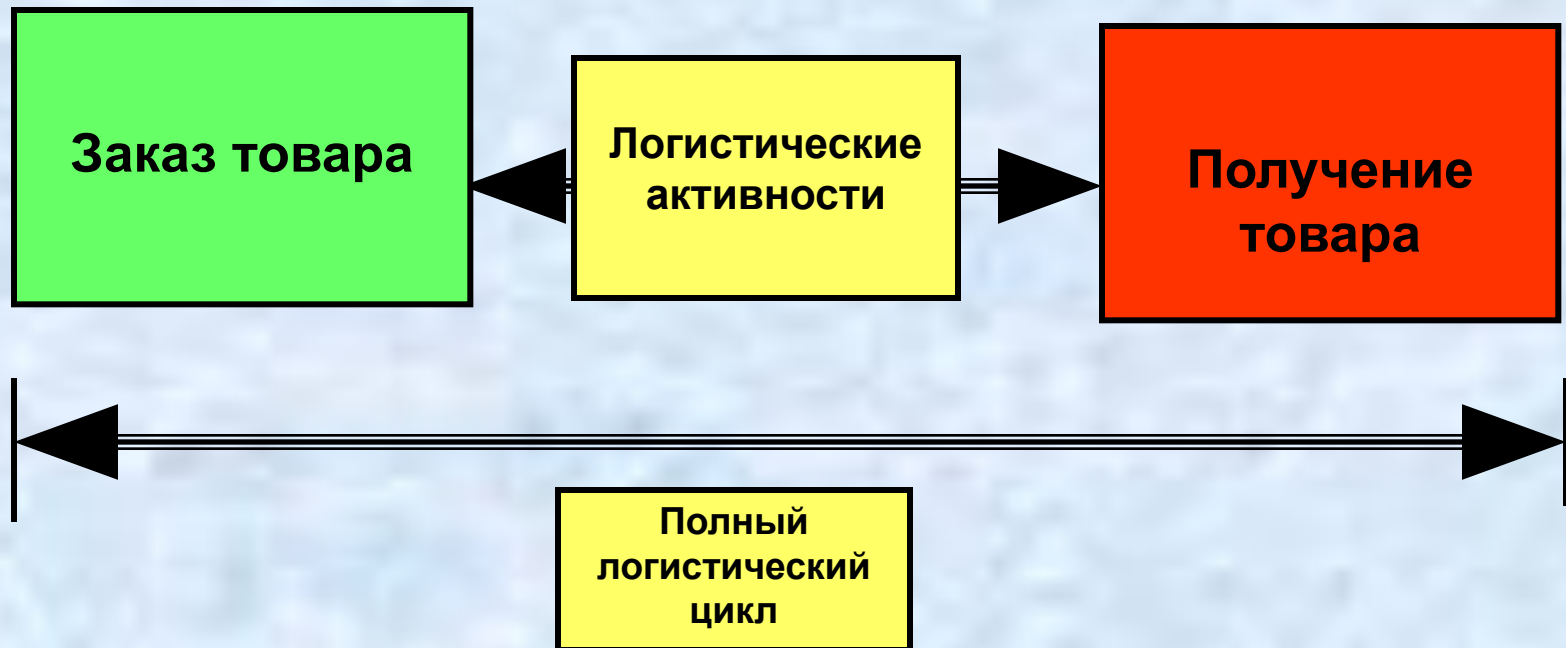 Заказ товара
Логистические
активности
Получение
товара
Полный
логистический
цикл